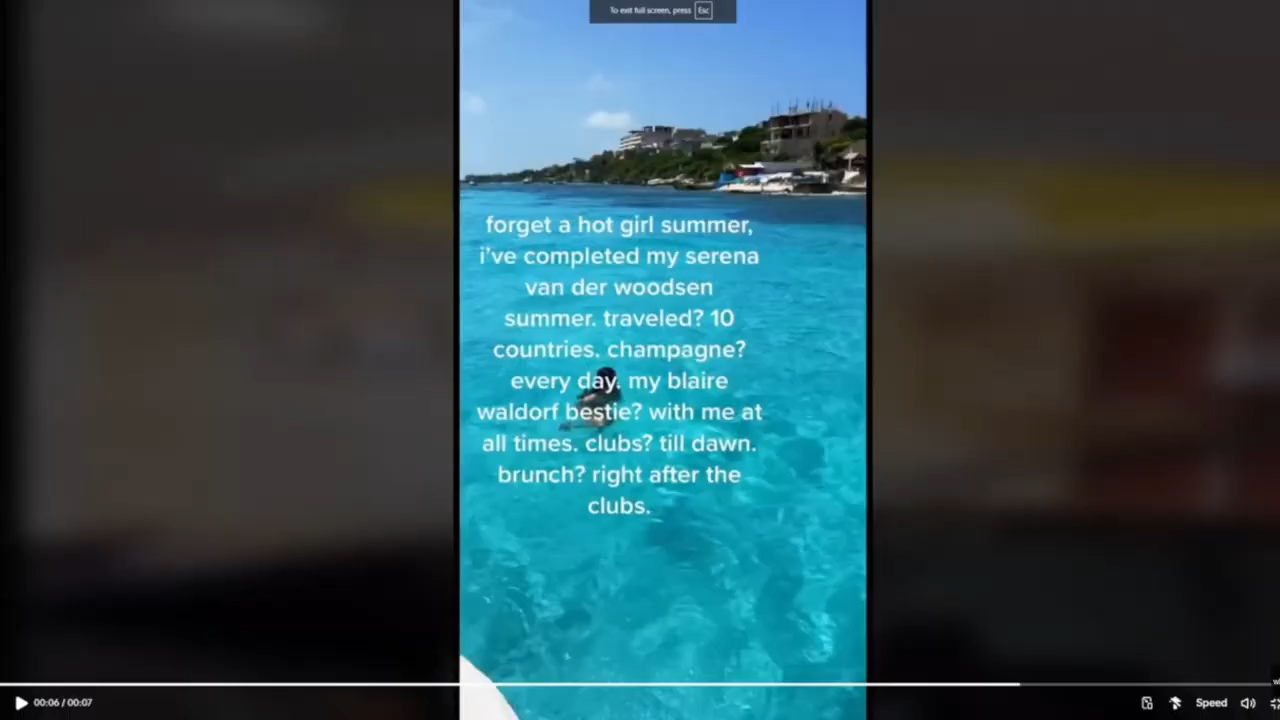 To exit full screen, press Esc
forget a hot girl summer,
i've completed my serena
van der woodsen
summer. traveled? 10
countries. champagne?
every day. my blaire
waldorf bestie? with me at
all times. clubs? till dawn.
brunch? right after the
clubs.
00:06 / 00:07
Speed